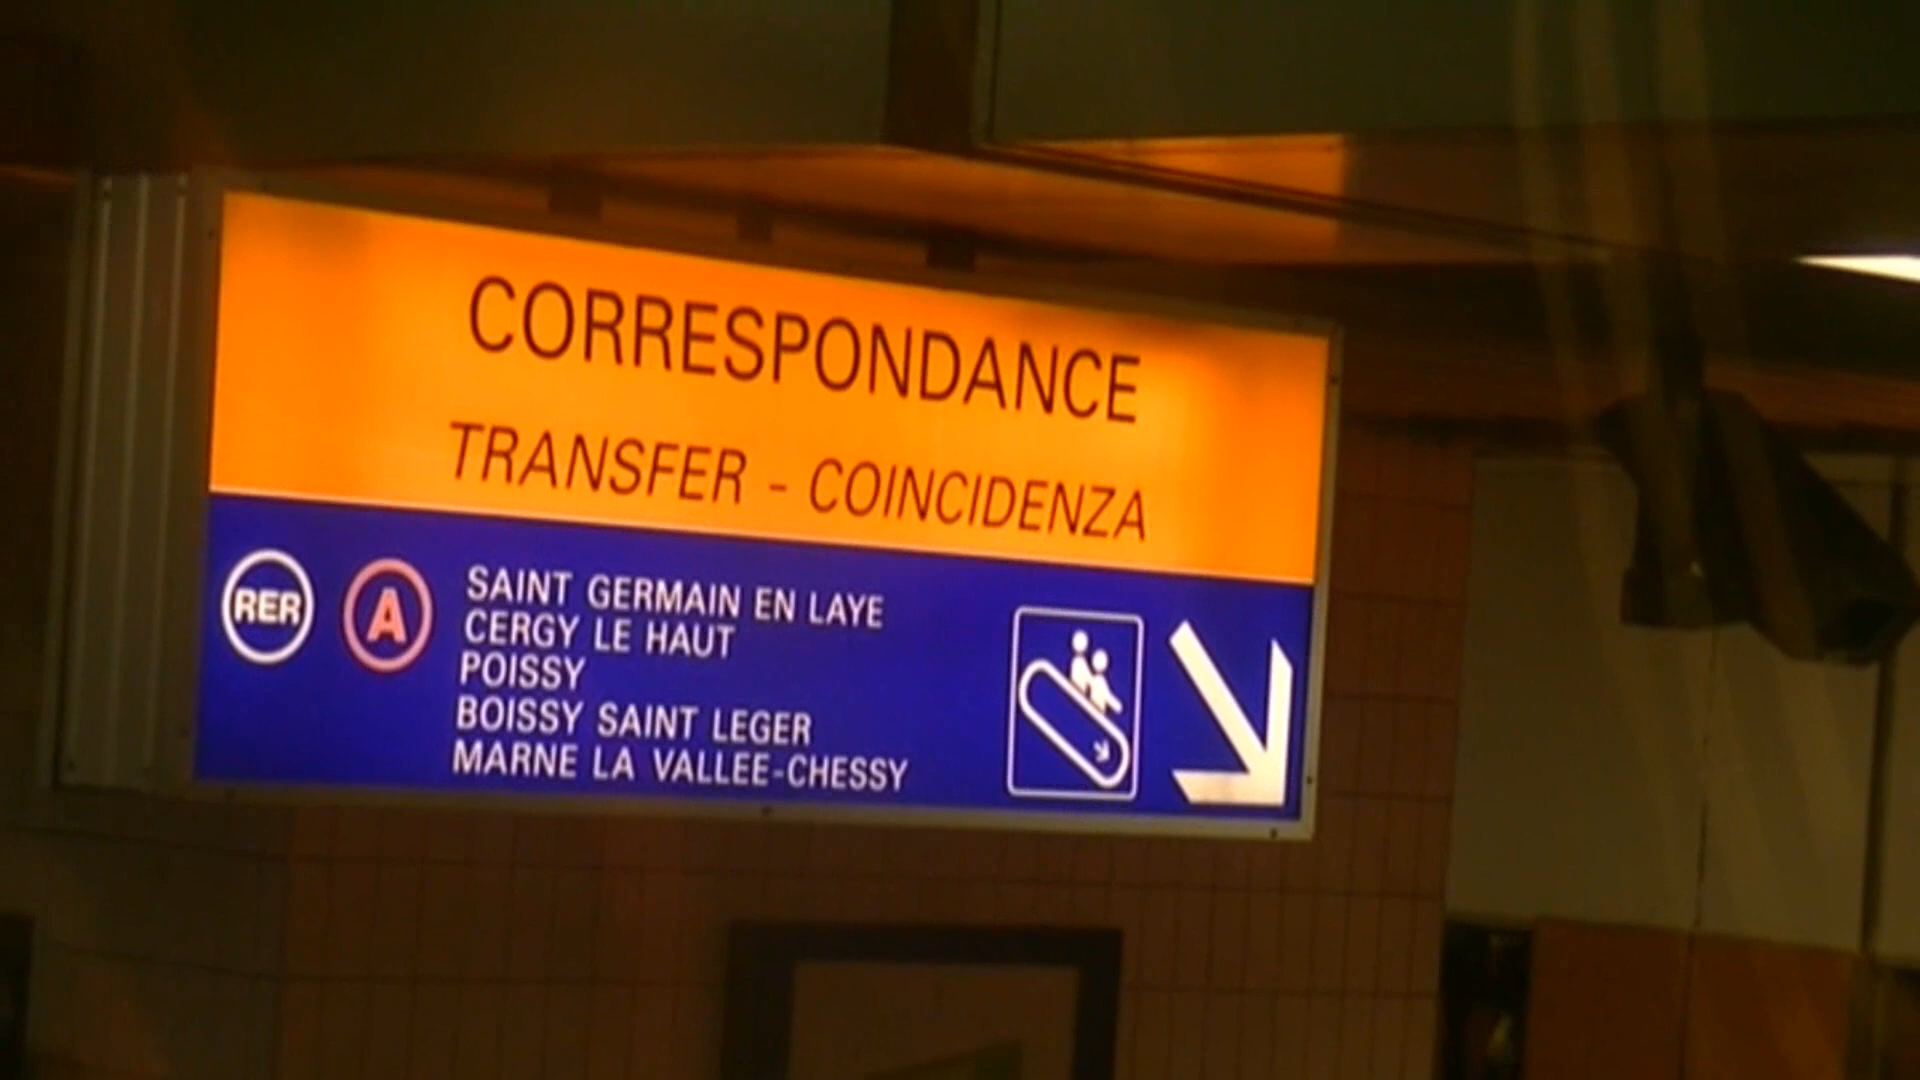 CORRESPONDANCE
TRANSFER - COINCIDENZA
RER A SAINT GERMAIN EN LAYE
CERGY LE HAUT
POISSY
BOISSY SAINT LEGER
MARNE LA VALLEE-CHESSY